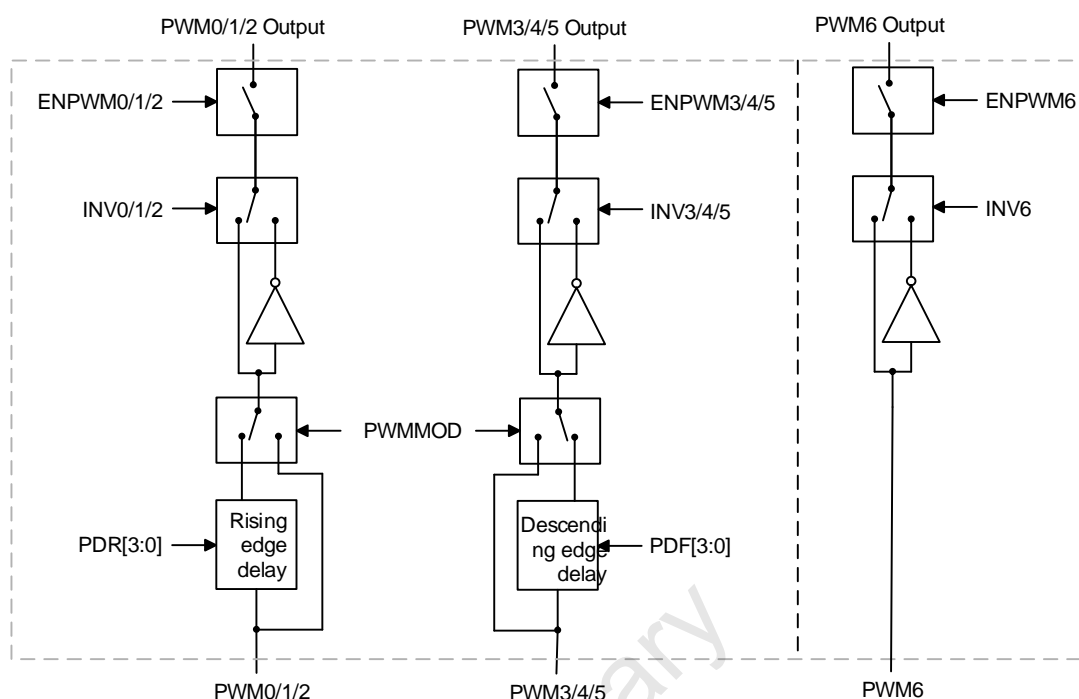 PWM0/1/2 Output
PWM3/4/5 Output
PWM6 Output
ENPWM0/1/2
ENPWM3/4/5
ENPWM6
INV0/1/2
INV3/4/5
INV6
PWMMOD
PDR[3:0]
Rising
edge
delay
Descendi
ng edge
delay
PDF[3:0]
PWM0/1/2
PWM3/4/5
PWM6